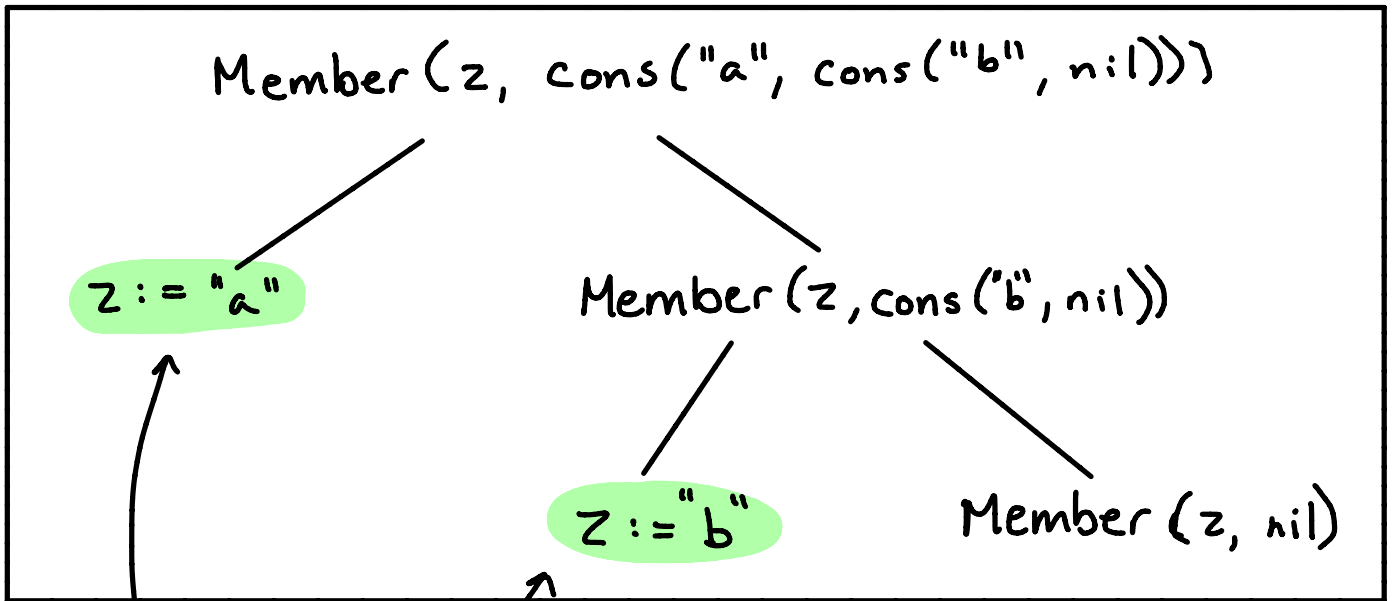 Member(z, cons("a", cons("b", nil)))
z := "a"
Member(z, cons("b", nil))
z := "b"
Member(z, nil)